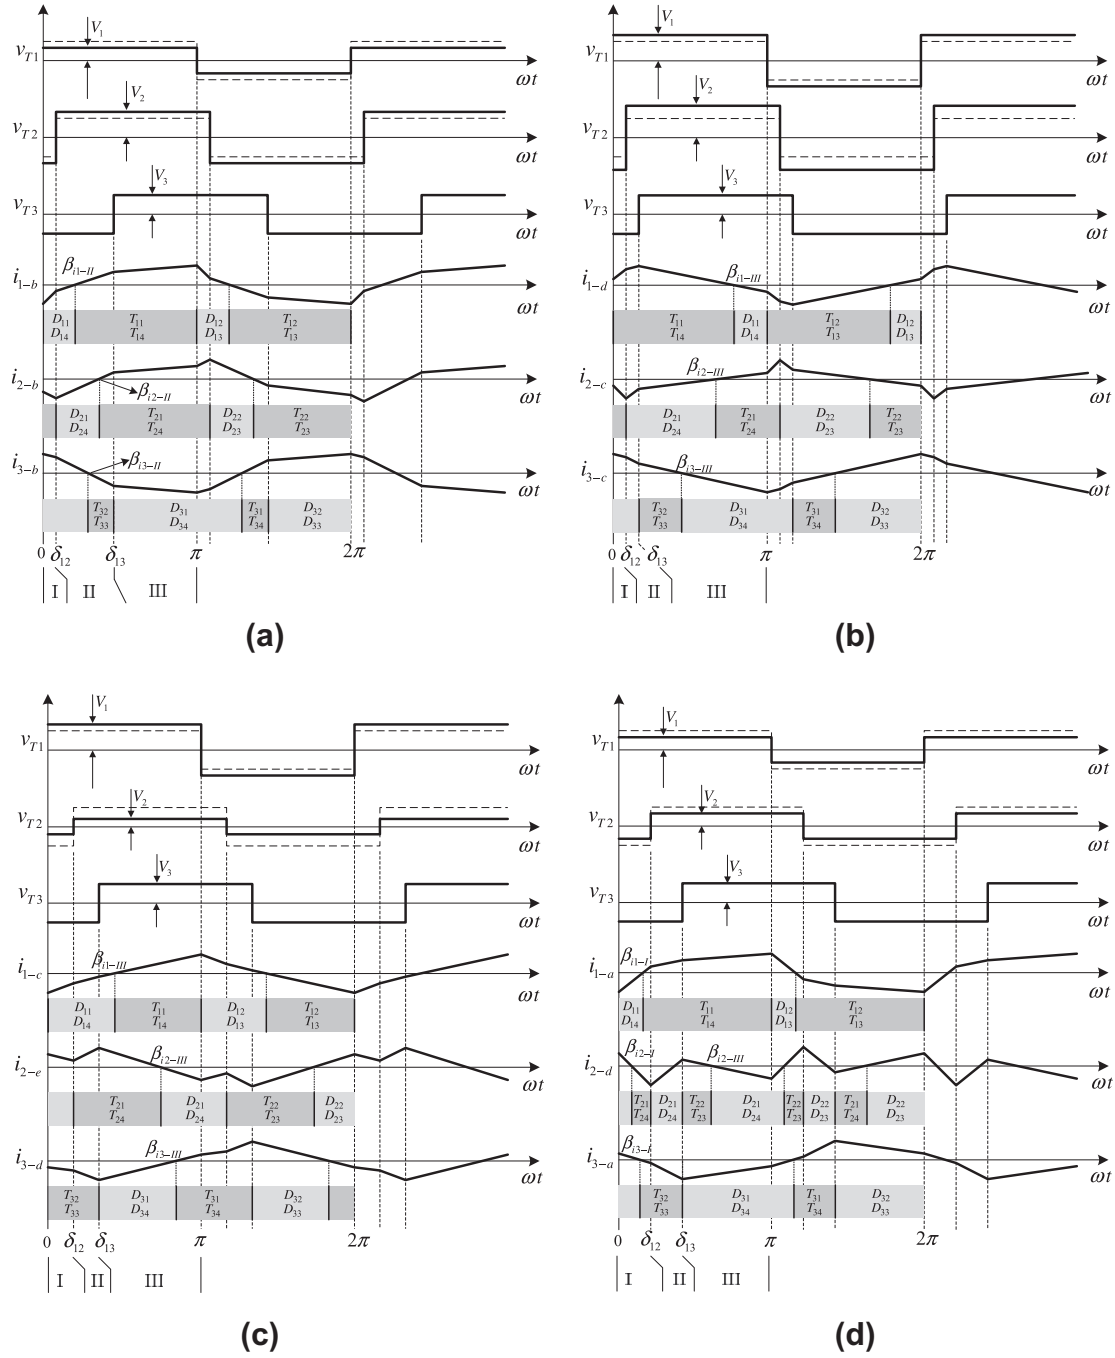 V1
vT1
ωt
V2
vT2
ωt
V3
vT3
ωt
i1-b
βi1-II
ωt
D11 T11 D12 T12
D14 T14 D13 T13
i2-b
βi2-II
ωt
D21 T21 D22 T22
D24 T24 D23 T23
i3-b
βi3-II
ωt
T32 D31 T31 D32
T33 D34 T34 D33
0 δ12 δ13 π 2π
I II III
(a)
V1
vT1
ωt
V2
vT2
ωt
V3
vT3
ωt
i1-d
βi1-III
ωt
T11 D11 T12 D12
T14 D14 T13 D13
i2-c
βi2-III
ωt
D21 T21 D22 T22
D24 T24 D23 T23
i3-c
βi3-III
ωt
T32 D31 T31 D32
T33 D34 T34 D33
0 δ12 δ13 π 2π
I II III
(b)
V1
vT1
ωt
V2
vT2
ωt
V3
vT3
ωt
i1-c
βi1-III
ωt
D11 T11 D12 T12
D14 T14 D13 T13
i2-e
βi2-III
ωt
T21 D21 T22 D22
T24 D24 T23 D23
i3-d
βi3-III
ωt
T32 D31 T31 D32
T33 D34 T34 D33
0 δ12 δ13 π 2π
I II III
(c)
V1
vT1
ωt
V2
vT2
ωt
V3
vT3
ωt
i1-a
βi1-I
ωt
D11 T11 D12 T12
D14 T14 D13 T13
i2-d
βi2-I βi2-III
ωt
T21 D21 T22 D21 T22 D22 T21 D22
T24 D24 T23 D24 T23 D23 T24 D23
i3-a
βi3-I
ωt
T32 D31 T31 D32
T33 D34 T34 D33
0 δ12 δ13 π 2π
I II III
(d)